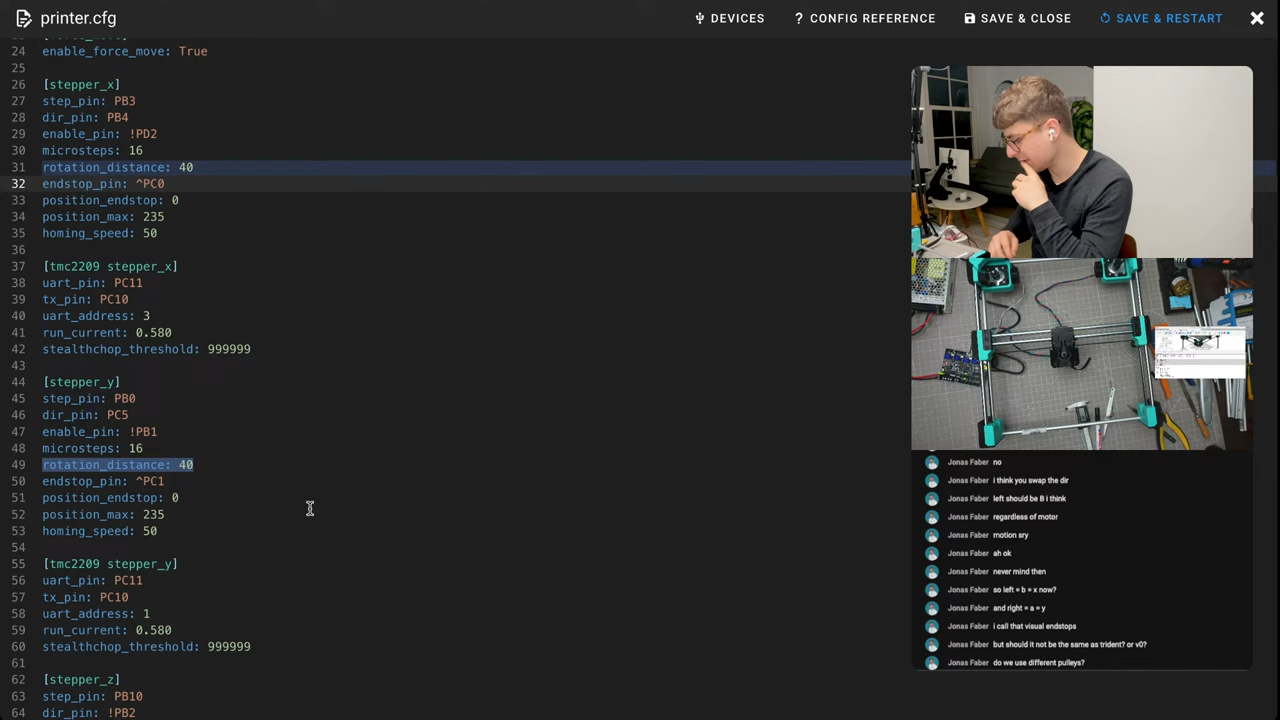 printer.cfg
DEVICES
? CONFIG REFERENCE
SAVE & CLOSE
SAVE & RESTART
24 enable_force_move: True
25
26 [stepper_x]
27 step_pin: PB3
28 dir_pin: PB4
29 enable_pin: !PD2
30 microsteps: 16
31 rotation_distance: 40
32 endstop_pin: ^PC0
33 position_endstop: 0
34 position_max: 235
35 homing_speed: 50
36
37 [tmc2209 stepper_x]
38 uart_pin: PC11
39 tx_pin: PC10
40 uart_address: 3
41 run_current: 0.580
42 stealthchop_threshold: 999999
43
44 [stepper_y]
45 step_pin: PB0
46 dir_pin: PC5
47 enable_pin: !PB1
48 microsteps: 16
49 rotation_distance: 40
50 endstop_pin: ^PC1
51 position_endstop: 0
52 position_max: 235
53 homing_speed: 50
54
55 [tmc2209 stepper_y]
56 uart_pin: PC11
57 tx_pin: PC10
58 uart_address: 1
59 run_current: 0.580
60 stealthchop_threshold: 999999
61
62 [stepper_z]
63 step_pin: PB10
64 dir_pin: !PB2
Jonas Faber no
Jonas Faber i think you swap the dir
Jonas Faber left should be B i think
Jonas Faber regardless of motor
Jonas Faber motion sry
Jonas Faber ah ok
Jonas Faber never mind then
Jonas Faber so left = b = x now?
Jonas Faber and right = a = y
Jonas Faber i call that visual endstops
Jonas Faber but should it not be the same as trident? or v0?
Jonas Faber do we use different pulleys?